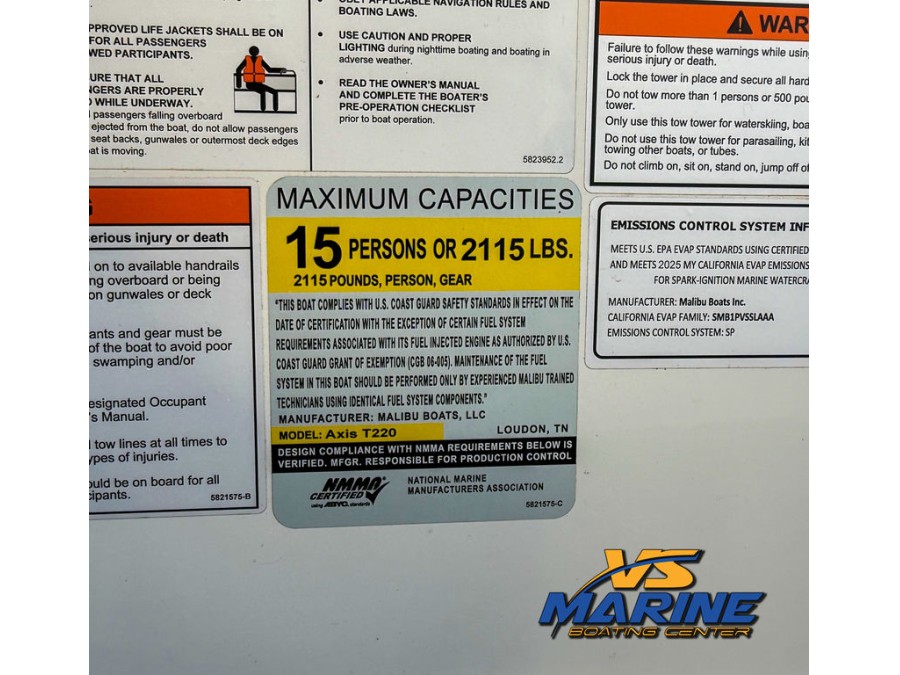 PPROVED LIFE JACKETS SHALL BE ON
FOR ALL PASSENGERS
WED PARTICIPANTS.
URE THAT ALL
NGERS ARE PROPERLY
WHILE UNDERWAY.
passengers falling overboard
ejected from the boat, do not allow passengers
seat backs, gunwales or outermost deck edges
oat is moving.
OBEY APPLICABLE NAVIGATION RULES AND
BOATING LAWS.
• USE CAUTION AND PROPER
LIGHTING during nighttime boating and boating in
adverse weather.
• READ THE OWNER'S MANUAL
AND COMPLETE THE BOATER'S
PRE-OPERATION CHECKLIST
prior to boat operation.
5823952.2
WAR
Failure to follow these warnings while usin
serious injury or death.
Lock the tower in place and secure all hard
Do not tow more than 1 persons or 500 pou
tower.
Only use this tow tower for waterskiing, boa
Do not use this tow tower for parasailing, kit
towing other boats, or tubes.
Do not climb on, sit on, stand on, jump off o
G
serious injury or death
on to available handrails
ng overboard or being
on gunwales or deck
ants and gear must be
of the boat to avoid poor
swamping and/or
esignated Occupant
's Manual.
tow lines at all times to
ypes of injuries.
ould be on board for all
cipants.
5821575-B
MAXIMUM CAPACITIES
15 PERSONS OR 2115 LBS.
2115 POUNDS, PERSON, GEAR
"THIS BOAT COMPLIES WITH U.S. COAST GUARD SAFETY STANDARDS IN EFFECT ON THE
DATE OF CERTIFICATION WITH THE EXCEPTION OF CERTAIN FUEL SYSTEM
REQUIREMENTS ASSOCIATED WITH ITS FUEL INJECTED ENGINE AS AUTHORIZED BY U.S.
COAST GUARD GRANT OF EXEMPTION (CGB 06-005). MAINTENANCE OF THE FUEL
SYSTEM IN THIS BOAT SHOULD BE PERFORMED ONLY BY EXPERIENCED MALIBU TRAINED
TECHNICIANS USING IDENTICAL FUEL SYSTEM COMPONENTS."
MANUFACTURER: MALIBU BOATS, LLC
MODEL: Axis T220 LOUDON, TN
DESIGN COMPLIANCE WITH NMMA REQUIREMENTS BELOW IS
VERIFIED. MFGR. RESPONSIBLE FOR PRODUCTION CONTROL
NMMA
CERTIFIED
using ABYC standards
NATIONAL MARINE
MANUFACTURERS ASSOCIATION
5821575-C
EMISSIONS CONTROL SYSTEM INF
MEETS U.S. EPA EVAP STANDARDS USING CERTIFIED
AND MEETS 2025 MY CALIFORNIA EVAP EMISSIONS
FOR SPARK-IGNITION MARINE WATERCRA
MANUFACTURER: Malibu Boats Inc.
CALIFORNIA EVAP FAMILY: SMB1PVSSLAAA
EMISSIONS CONTROL SYSTEM: SP
VS
MARINE
BOATING CENTER